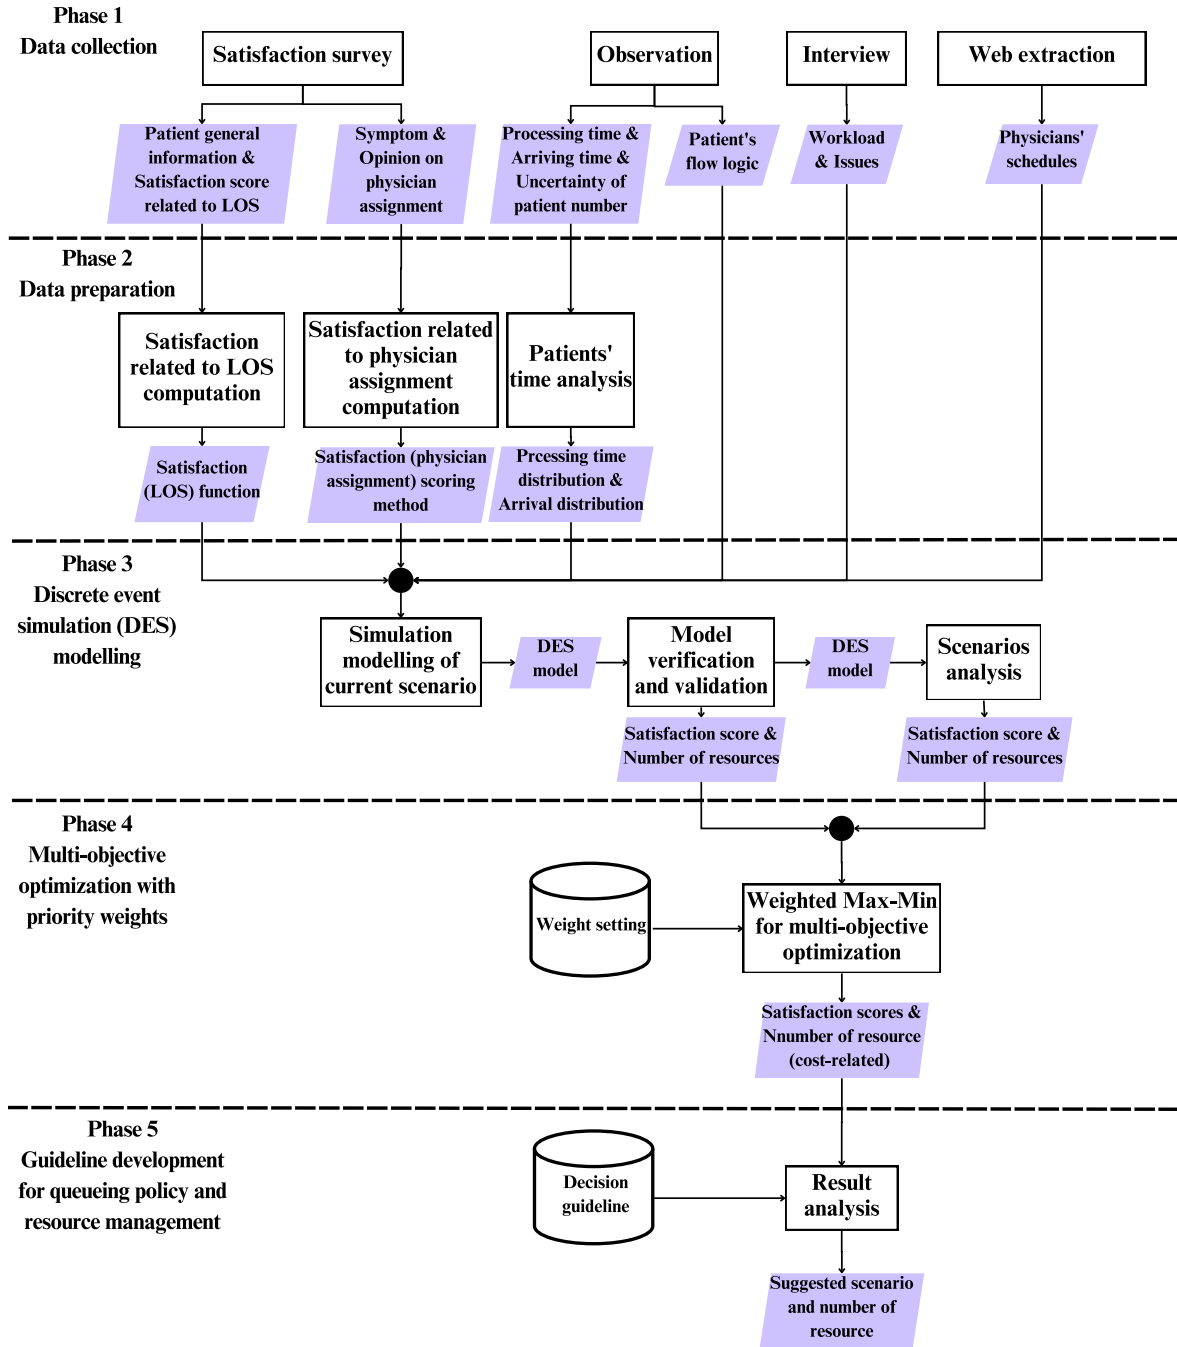 Phase 1
Data collection
Satisfaction survey
Observation
Interview
Web extraction
Patient general
information &
Satisfaction score
related to LOS
Symptom &
Opinion on
physician
assignment
Processing time &
Arriving time &
Uncertainty of
patient number
Patient's
flow logic
Workload
& Issues
Physicians'
schedules
Phase 2
Data preparation
Satisfaction
related to LOS
computation
Satisfaction related
to physician
assignment
computation
Patients'
time analysis
Satisfaction
(LOS) function
Satisfaction (physician
assignment) scoring
method
Prcessing time
distribution &
Arrival distribution
Phase 3
Discrete event
simulation (DES)
modelling
Simulation
modelling of
current scenario
DES
model
Model
verification
and validation
DES
model
Scenarios
analysis
Satisfaction score &
Number of resources
Satisfaction score &
Number of resources
Phase 4
Multi-objective
optimization with
priority weights
Weight setting
Weighted Max-Min
for multi-objective
optimization
Satisfaction scores &
Nnumber of resource
(cost-related)
Phase 5
Guideline development
for queueing policy and
resource management
Decision
guideline
Result
analysis
Suggested scenario
and number of
resource